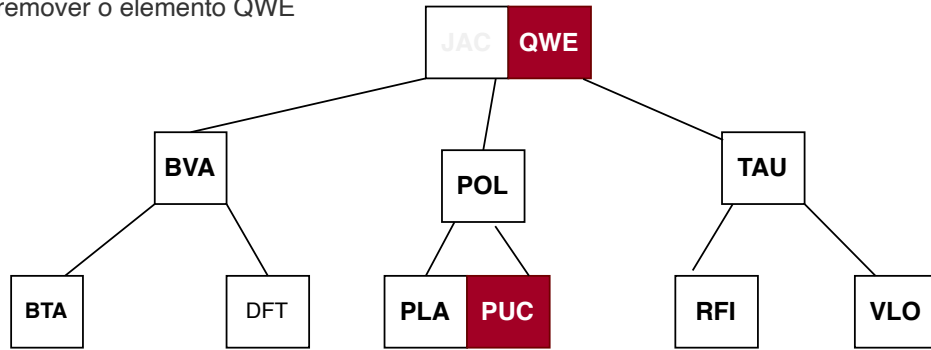 remover o elemento QWE
JAC QWE
BVA
POL
TAU
BTA
DFT
PLA PUC
RFI
VLO